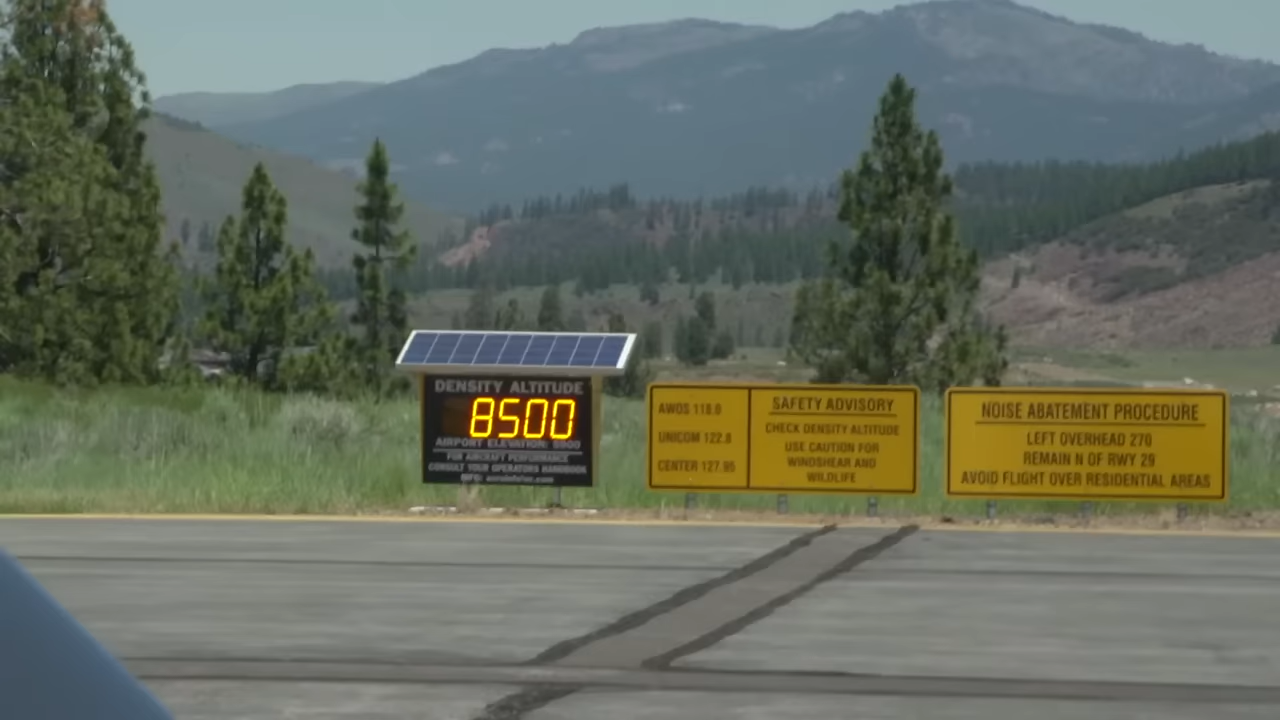 DENSITY ALTITUDE
8500
AIRPORT ELEVATION: 5900
FOR AIRCRAFT PERFORMANCE
CONSULT YOUR OPERATORS HANDBOOK
INFO:
AWOS 118.0
UNICOM 122.8
CENTER 127.95
SAFETY ADVISORY
CHECK DENSITY ALTITUDE
USE CAUTION FOR
WINDSHEAR AND
WILDLIFE
NOISE ABATEMENT PROCEDURE
LEFT OVERHEAD 270
REMAIN N OF RWY 29
AVOID FLIGHT OVER RESIDENTIAL AREAS